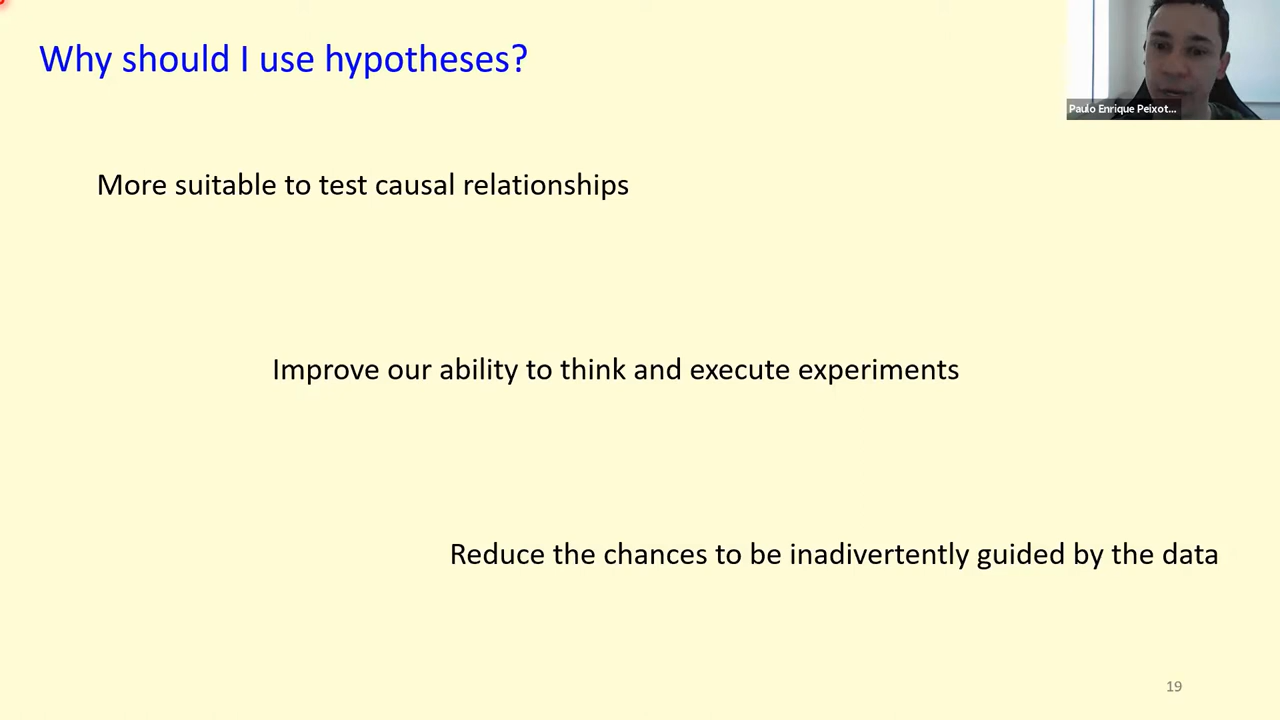 Why should I use hypotheses?
Paulo Enrique Peixot...
More suitable to test causal relationships
Improve our ability to think and execute experiments
Reduce the chances to be inadivertently guided by the data
19